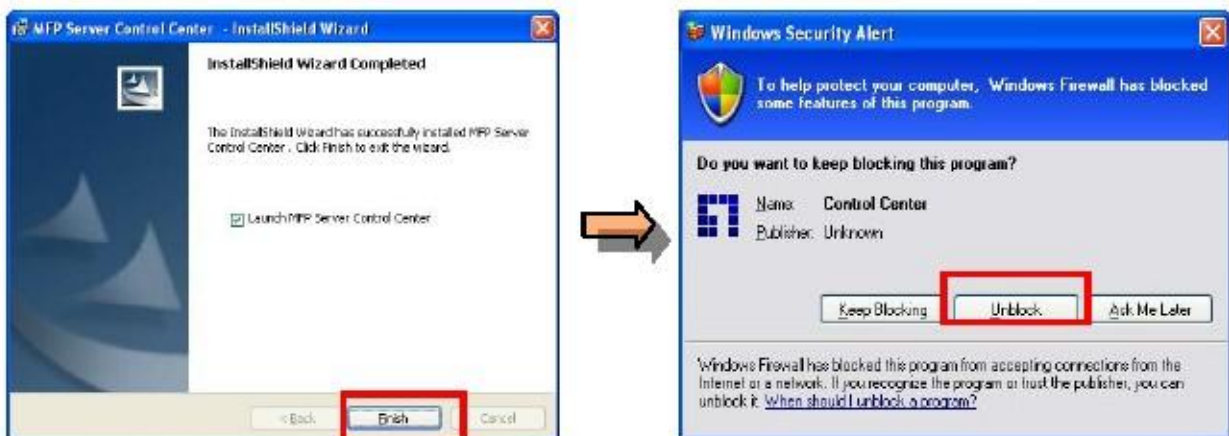 MFP Server Control Center - InstallShield Wizard
InstallShield Wizard Completed
The InstallShield Wizard has successfully installed MFP Server
Control Center . Click Finish to exit the wizard.
Launch MFP Server Control Center
< Back
Finish
Cancel
Windows Security Alert
To help protect your computer, Windows Firewall has blocked
some features of this program.
Do you want to keep blocking this program?
Name: Control Center
Publisher: Unknown
Keep Blocking
Unblock
Ask Me Later
Windows Firewall has blocked this program from accepting connections from the
Internet or a network. If you recognize the program or trust the publisher, you can
unblock it. When should I unblock a program?